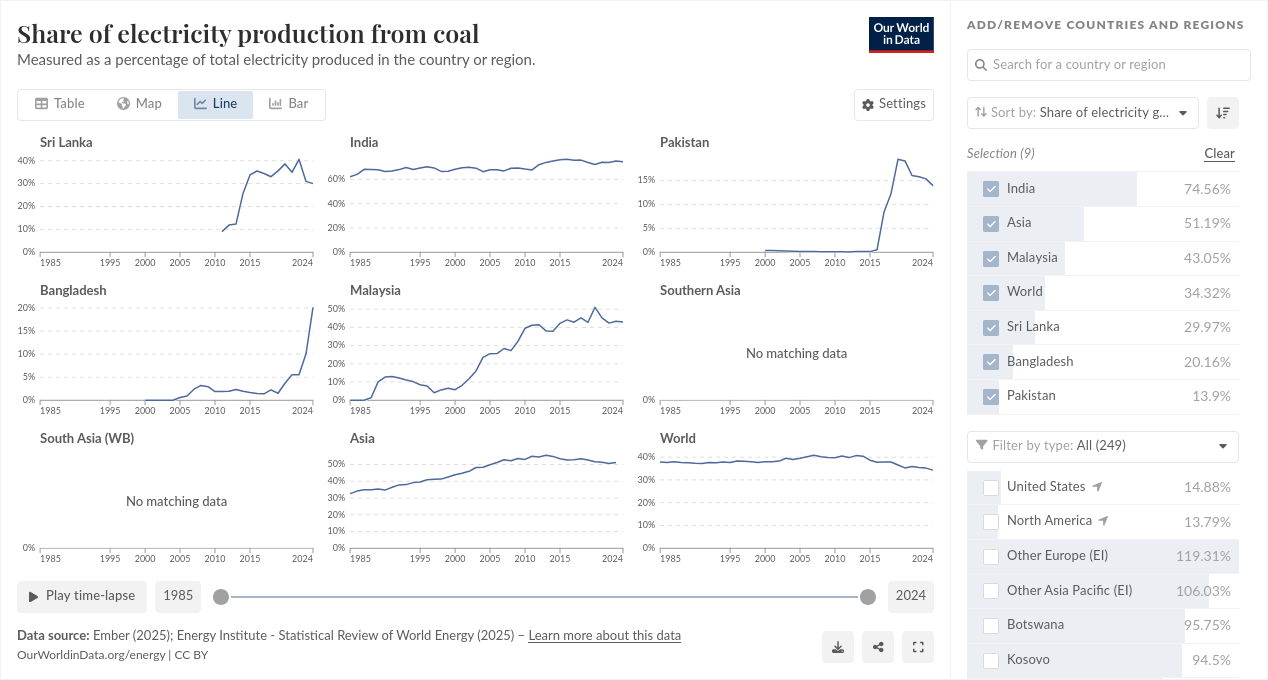 Share of electricity production from coal
Measured as a percentage of total electricity produced in the country or region.
Our World
in Data
Table Map Line Bar
Settings
Sri Lanka
40%
30%
20%
10%
0%
1985 1995 2000 2005 2010 2015 2024
India
60%
40%
20%
0%
1985 1995 2000 2005 2010 2015 2024
Pakistan
15%
10%
5%
0%
1985 1995 2000 2005 2010 2015 2024
Bangladesh
20%
15%
10%
5%
0%
1985 1995 2000 2005 2010 2015 2024
Malaysia
50%
40%
30%
20%
10%
0%
1985 1995 2000 2005 2010 2015 2024
Southern Asia
No matching data
0%
1985 1995 2000 2005 2010 2015 2024
South Asia (WB)
No matching data
0%
1985 1995 2000 2005 2010 2015 2024
Asia
50%
40%
30%
20%
10%
0%
1985 1995 2000 2005 2010 2015 2024
World
40%
30%
20%
10%
0%
1985 1995 2000 2005 2010 2015 2024
Play time-lapse 1985 2024
Data source: Ember (2025); Energy Institute - Statistical Review of World Energy (2025) – Learn more about this data
OurWorldinData.org/energy | CC BY
ADD/REMOVE COUNTRIES AND REGIONS
Search for a country or region
Sort by: Share of electricity g...
Selection (9) Clear
India 74.56%
Asia 51.19%
Malaysia 43.05%
World 34.32%
Sri Lanka 29.97%
Bangladesh 20.16%
Pakistan 13.9%
Filter by type: All (249)
United States 14.88%
North America 13.79%
Other Europe (EI) 119.31%
Other Asia Pacific (EI) 106.03%
Botswana 95.75%
Kosovo 94.5%